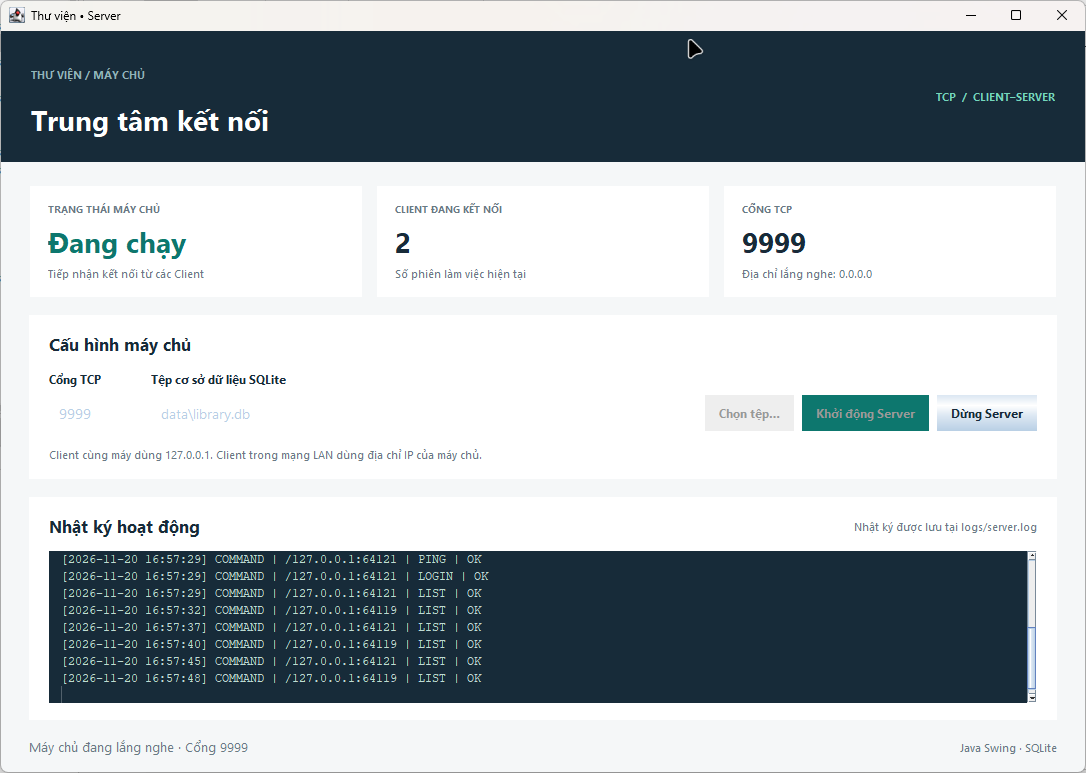 Thư viện • Server
THƯ VIỆN / MÁY CHỦ
TCP / CLIENT–SERVER
Trung tâm kết nối
TRẠNG THÁI MÁY CHỦ
Đang chạy
Tiếp nhận kết nối từ các Client
CLIENT ĐANG KẾT NỐI
2
Số phiên làm việc hiện tại
CỔNG TCP
9999
Địa chỉ lắng nghe: 0.0.0.0
Cấu hình máy chủ
Cổng TCP Tệp cơ sở dữ liệu SQLite
9999 data\library.db Chọn tệp... Khởi động Server Dừng Server
Client cùng máy dùng 127.0.0.1. Client trong mạng LAN dùng địa chỉ IP của máy chủ.
Nhật ký hoạt động
Nhật ký được lưu tại logs/server.log
[2026-11-20 16:57:29] COMMAND | /127.0.0.1:64121 | PING | OK
[2026-11-20 16:57:29] COMMAND | /127.0.0.1:64121 | LOGIN | OK
[2026-11-20 16:57:29] COMMAND | /127.0.0.1:64121 | LIST | OK
[2026-11-20 16:57:32] COMMAND | /127.0.0.1:64119 | LIST | OK
[2026-11-20 16:57:37] COMMAND | /127.0.0.1:64121 | LIST | OK
[2026-11-20 16:57:40] COMMAND | /127.0.0.1:64119 | LIST | OK
[2026-11-20 16:57:45] COMMAND | /127.0.0.1:64121 | LIST | OK
[2026-11-20 16:57:48] COMMAND | /127.0.0.1:64119 | LIST | OK
Máy chủ đang lắng nghe · Cổng 9999
Java Swing · SQLite